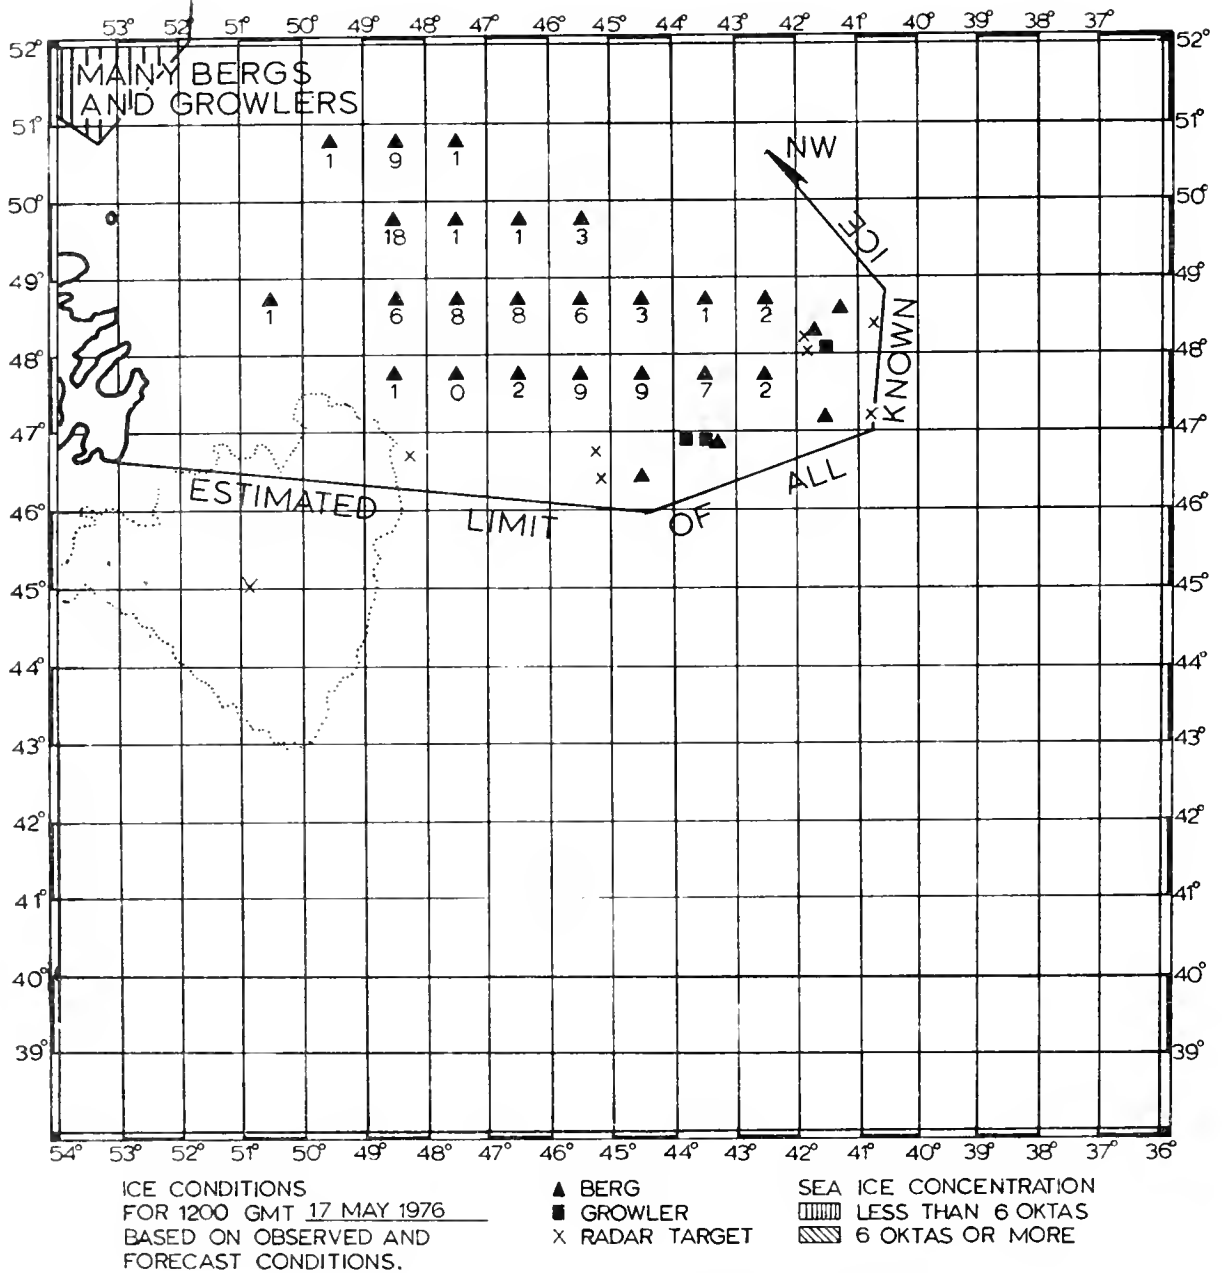 53° 52° 51° 50° 49° 48° 47° 46° 45° 44° 43° 42° 41° 40° 39° 38° 37°
52° 52°
MANY BERGS
AND GROWLERS
51° 51°
1 9 1
NW
50° 50°
18 1 1 3
ICE
49° 49°
1 6 8 8 6 3 1 2
KNOWN
48° 48°
1 0 2 9 9 7 2
47° 47°
ESTIMATED LIMIT OF ALL
46° 46°
45° 45°
44° 44°
43° 43°
42° 42°
41° 41°
40° 40°
39° 39°
54° 53° 52° 51° 50° 49° 48° 47° 46° 45° 44° 43° 42° 41° 40° 39° 38° 37° 36°
ICE CONDITIONS
FOR 1200 GMT 17 MAY 1976
BASED ON OBSERVED AND
FORECAST CONDITIONS.
BERG
GROWLER
X RADAR TARGET
SEA ICE CONCENTRATION
LESS THAN 6 OKTAS
6 OKTAS OR MORE